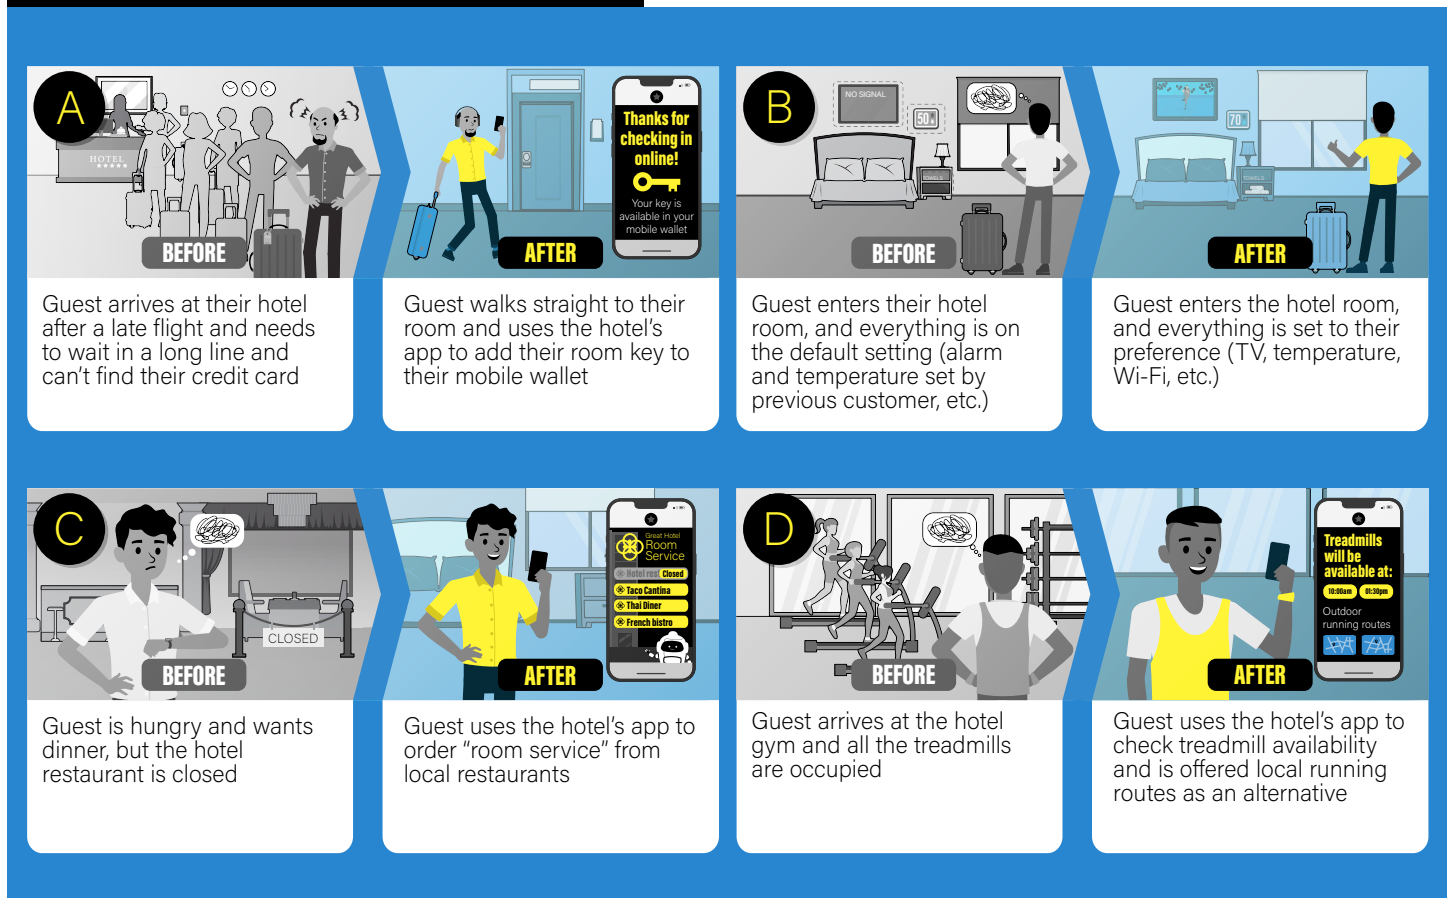 A
HOTEL
★★★★★
BEFORE
Guest arrives at their hotel
after a late flight and needs
to wait in a long line and
can't find their credit card
Thanks for
checking in
online!
Your key is
available in your
mobile wallet
AFTER
Guest walks straight to their
room and uses the hotel's
app to add their room key to
their mobile wallet
B
NO SIGNAL
50
TOWELS
BEFORE
Guest enters their hotel
room, and everything is on
the default setting (alarm
and temperature set by
previous customer, etc.)
70
TOWELS
AFTER
Guest enters the hotel room,
and everything is set to their
preference (TV, temperature,
Wi-Fi, etc.)
C
CLOSED
BEFORE
Guest is hungry and wants
dinner, but the hotel
restaurant is closed
Great Hotel
Room
Service
Hotel rest Closed
Taco Cantina
Thai Diner
French bistro
AFTER
Guest uses the hotel's app to
order “room service” from
local restaurants
D
BEFORE
Guest arrives at the hotel
gym and all the treadmills
are occupied
Treadmills
will be
available at:
10:00am 01:30pm
Outdoor
running routes
AFTER
Guest uses the hotel's app to
check treadmill availability
and is offered local running
routes as an alternative